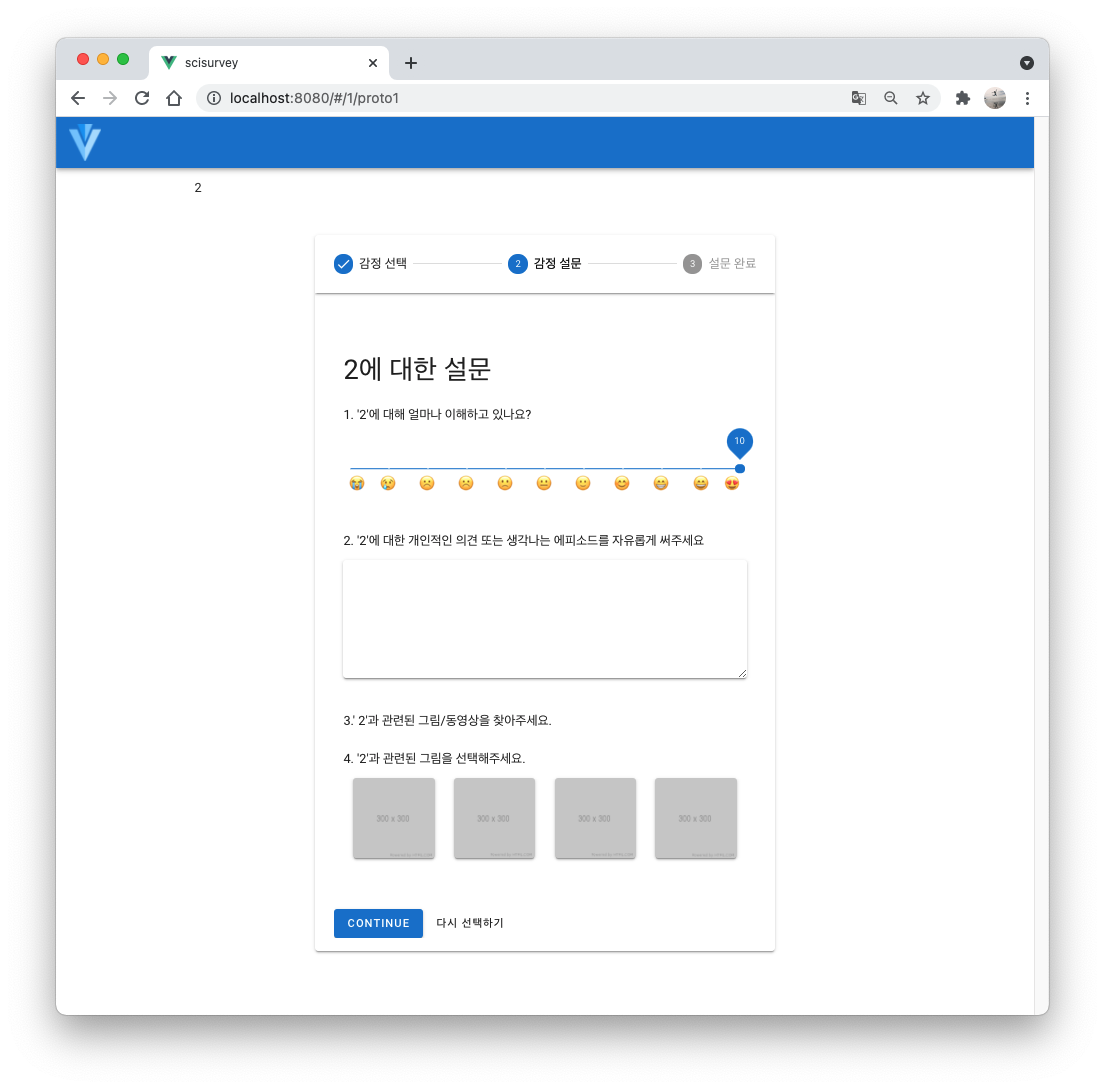 scisurvey
localhost:8080/#/1/proto1
2
감정 선택
2 감정 설문
3 설문 완료
2에 대한 설문
1. '2'에 대해 얼마나 이해하고 있나요?
10
2. '2'에 대한 개인적인 의견 또는 생각나는 에피소드를 자유롭게 써주세요
3.' 2'과 관련된 그림/동영상을 찾아주세요.
4. '2'과 관련된 그림을 선택해주세요.
300 x 300 300 x 300 300 x 300 300 x 300
CONTINUE 다시 선택하기